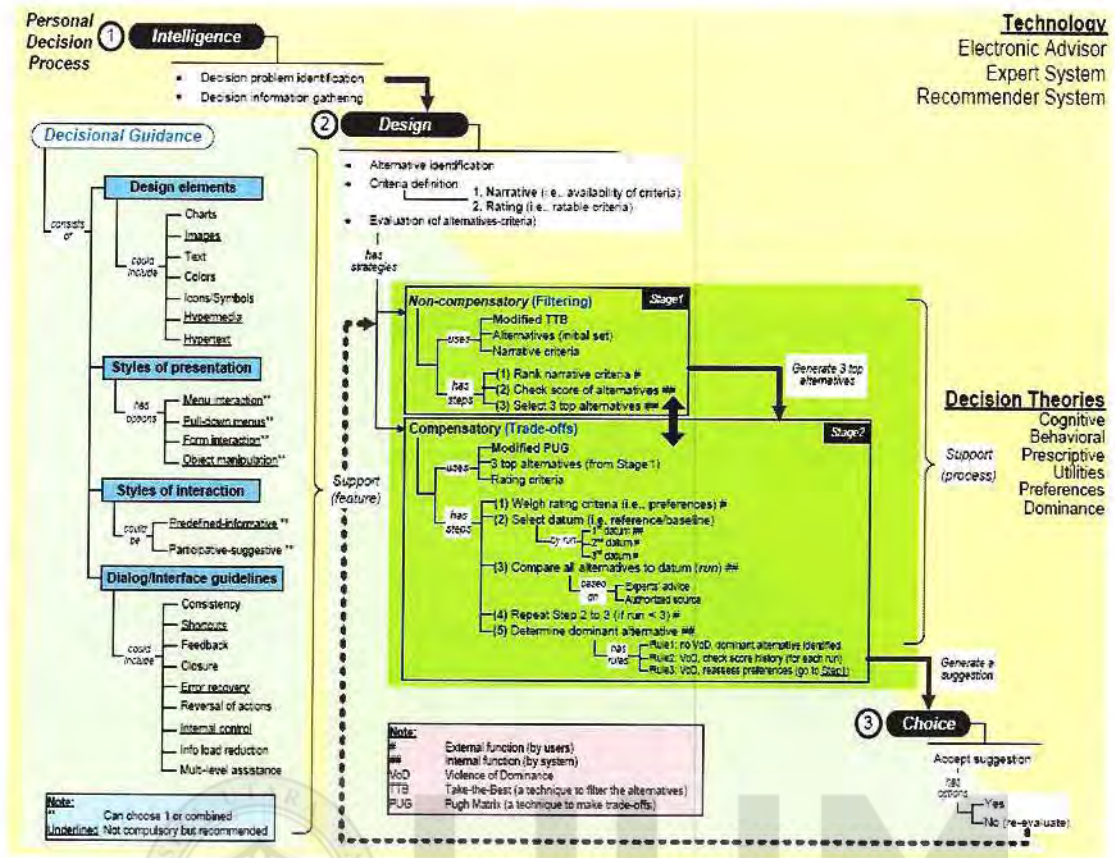 Personal
Decision
Process
1
Intelligence
Decision problem identification
Decision information gathering
Technology
Electronic Advisor
Expert System
Recommender System
2
Design
Alternative identification
Criteria definition
1. Narrative (i.e., availability of criteria)
2. Rating (i.e., ratable criteria)
Evaluation (of alternatives-criteria)
has
strategies
Decisional Guidance
consists
of
Design elements
could
include
Charts
Images
Text
Colors
Icons/Symbols
Hypermedia
Hypertext
Styles of presentation
has
options
Menu interaction**
Pull-down menus**
Form interaction**
Object manipulation**
Styles of interaction
could
be
Predefined-informative **
Participative-suggestive **
Dialog/Interface guidelines
could
include
Consistency
Shortcuts
Feedback
Closure
Error recovery
Reversal of actions
Internal control
Info load reduction
Multi-level assistance
Note:
** Can choose 1 or combined
Underlined Not compulsory but recommended
Support
(feature)
Non-compensatory (Filtering)
Stage1
uses
Modified TTB
Alternatives (initial set)
Narrative criteria
has
steps
(1) Rank narrative criteria #
(2) Check score of alternatives ##
(3) Select 3 top alternatives ##
Generate 3 top
alternatives
Compensatory (Trade-offs)
Stage2
uses
Modified PUG
3 top alternatives (from Stage 1)
Rating criteria
has
steps
(1) Weigh rating criteria (i.e., preferences) #
(2) Select datum (i.e. reference/baseline)
by run
1st datum ##
2nd datum #
3rd datum #
(3) Compare all alternatives to datum (run) ##
based
on
Experts' advice
Authorized source
(4) Repeat Step 2 to 3 (if run < 3) #
(5) Determine dominant alternative ##
has
rules
Rule1: no VoD, dominant alternative identified
Rule2: VoD, check score history (for each run)
Rule3: VoD, reassess preferences (go to Step1)
Support
(process)
Decision Theories
Cognitive
Behavioral
Prescriptive
Utilities
Preferences
Dominance
Generate a
suggestion
3
Choice
Accept suggestion
has
options
Yes
No (re-evaluate)
Note:
# External function (by users)
## Internal function (by system)
VoD Violence of Dominance
TTB Take-the-Best (a technique to filter the alternatives)
PUG Pugh Matrix (a technique to make trade-offs)